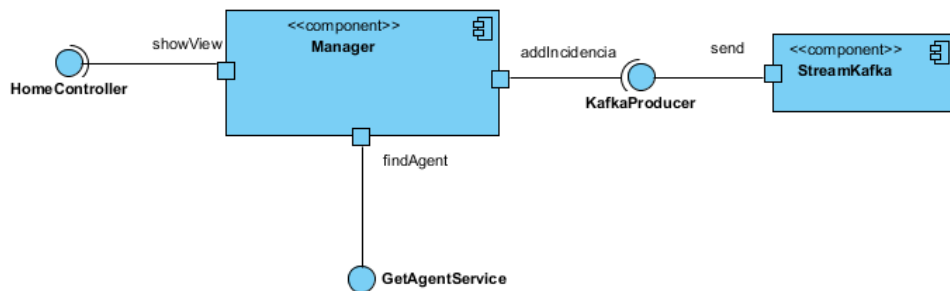 <<component>>
Manager
showView
HomeController
addIncidencia
KafkaProducer
send
<<component>>
StreamKafka
findAgent
GetAgentService